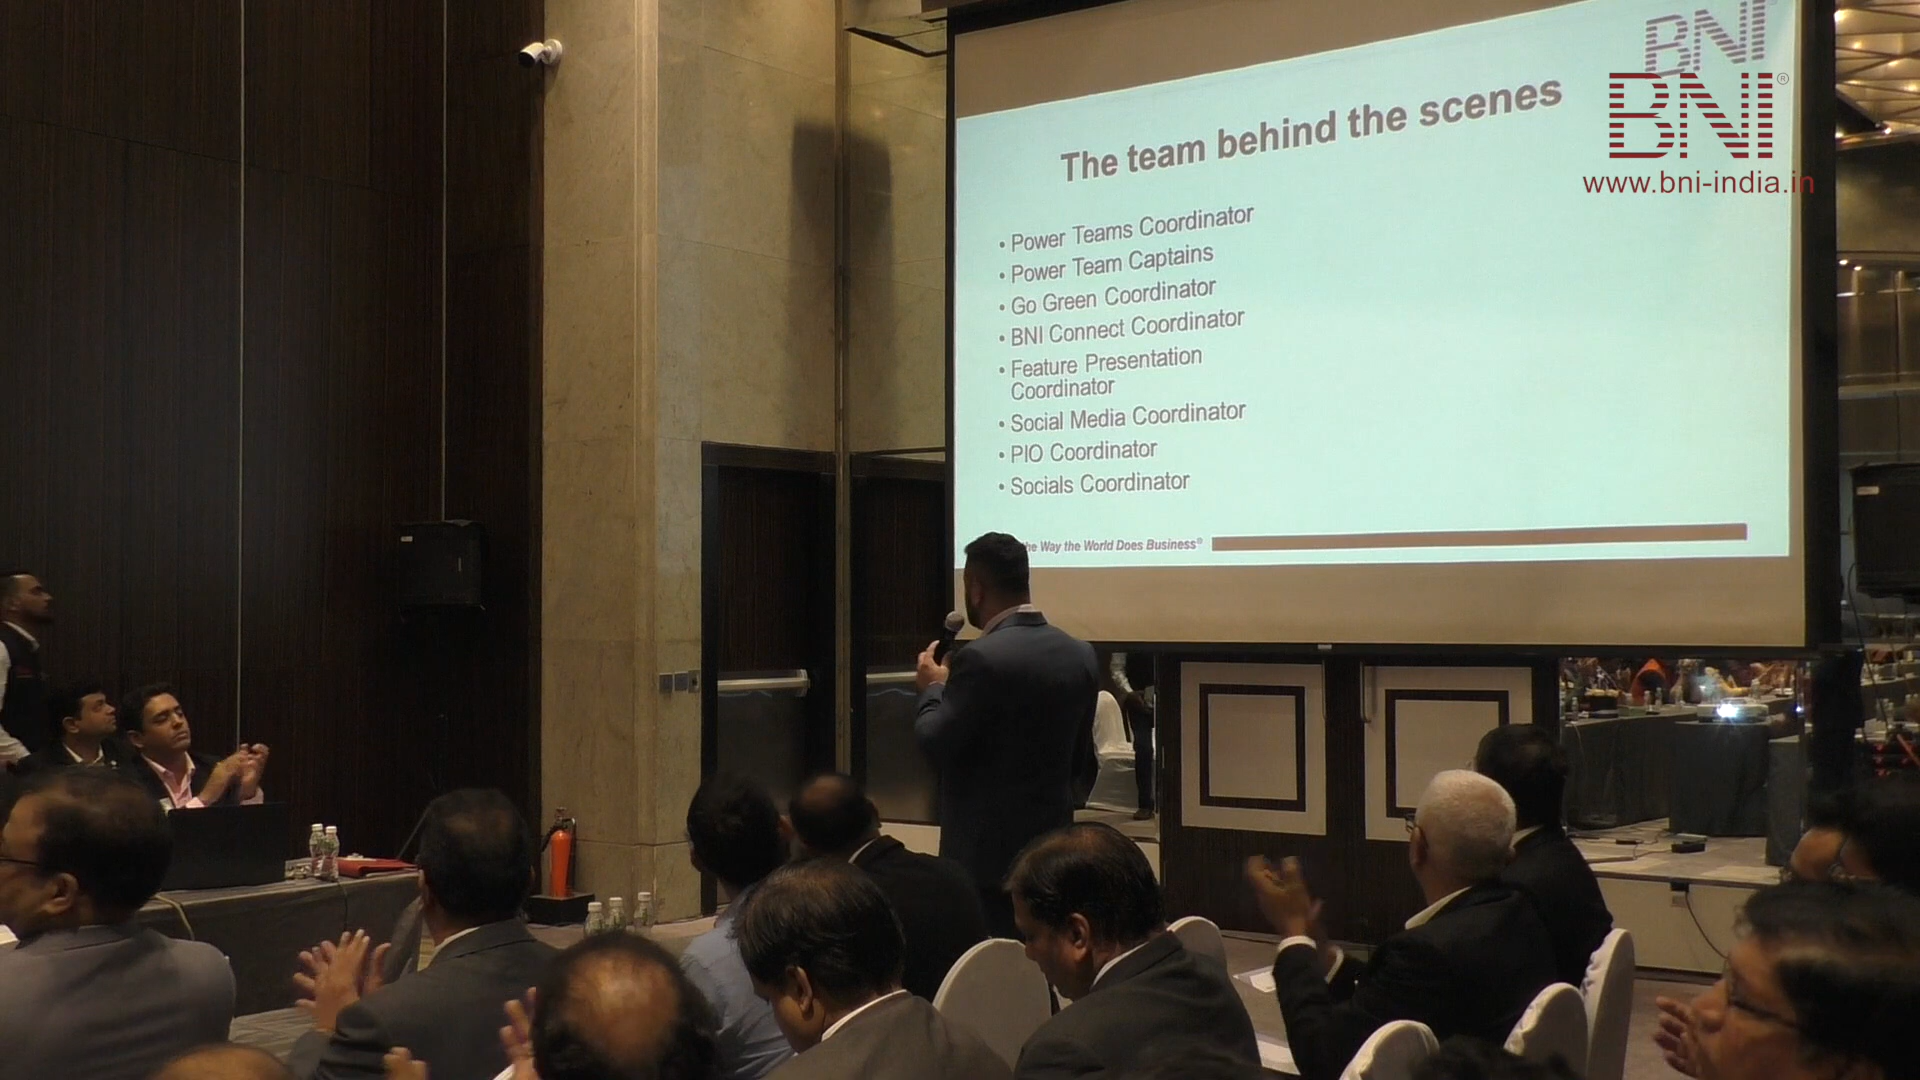 BNI
BNI®
www.bni-india.in
The team behind the scenes
• Power Teams Coordinator
• Power Team Captains
• Go Green Coordinator
• BNI Connect Coordinator
• Feature Presentation
Coordinator
• Social Media Coordinator
• PIO Coordinator
• Socials Coordinator
the Way the World Does Business®